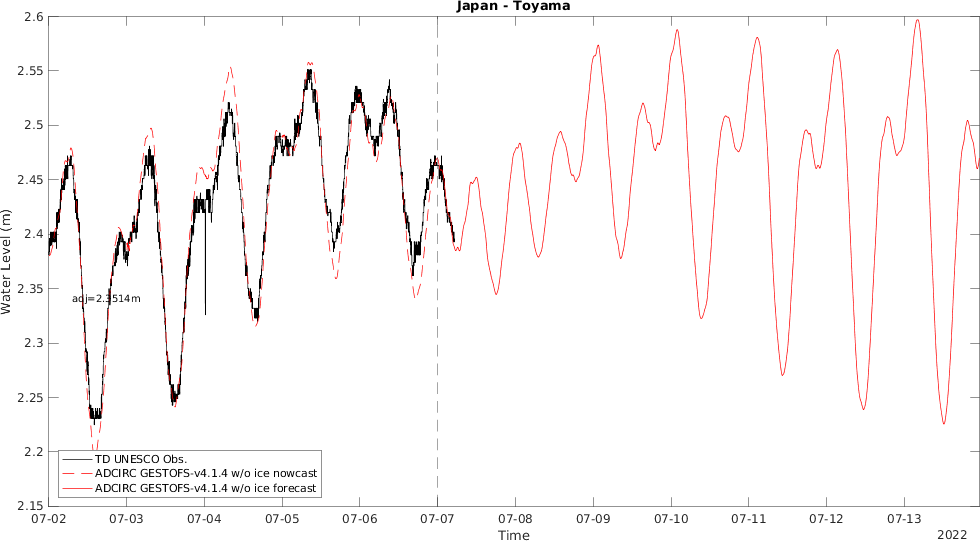 Japan - Toyama
2.6
2.55
2.5
2.45
2.4
2.35
2.3
2.25
2.2
2.15
Water Level (m)
adj=2.3514m
TD UNESCO Obs.
ADCIRC GESTOFS-v4.1.4 w/o ice nowcast
ADCIRC GESTOFS-v4.1.4 w/o ice forecast
07-02 07-03 07-04 07-05 07-06 07-07 07-08 07-09 07-10 07-11 07-12 07-13
Time
2022